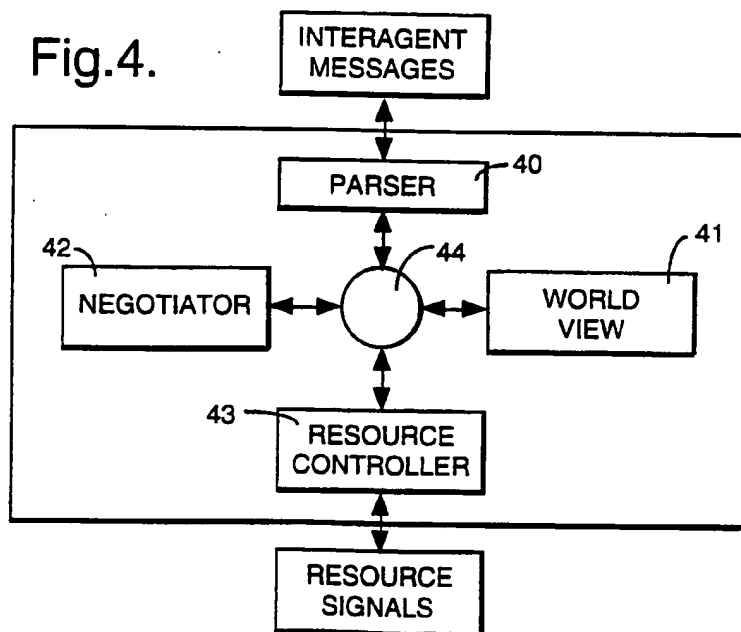 Fig.4.
INTERAGENT
MESSAGES
PARSER
40
42
44
41
NEGOTIATOR
WORLD
VIEW
43
RESOURCE
CONTROLLER
RESOURCE
SIGNALS